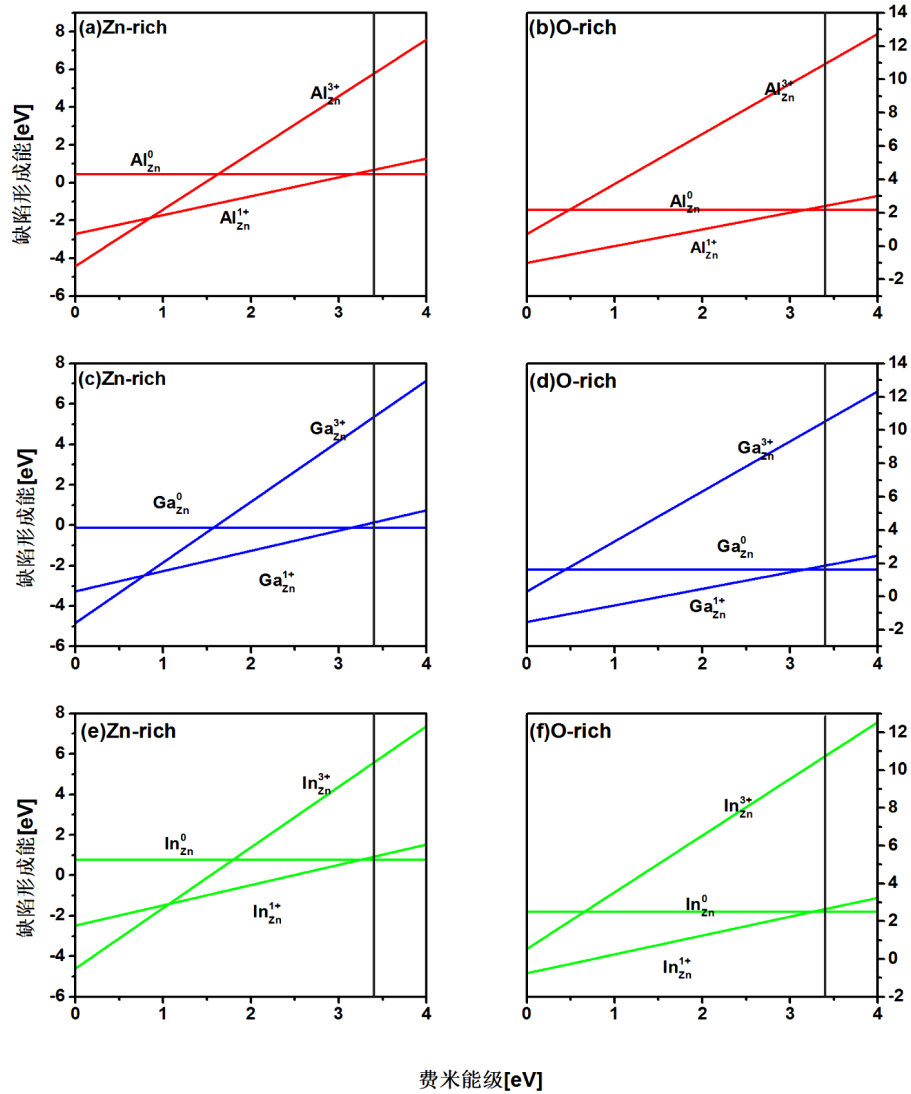 (a)Zn-rich
缺陷形成能[eV]
8
6
4
2
0
-2
-4
-6
0 1 2 3 4
Al³⁺Zn
Al⁰Zn
Al¹⁺Zn
(b)O-rich
14
12
10
8
6
4
2
0
-2
0 1 2 3 4
Al³⁺Zn
Al⁰Zn
Al¹⁺Zn
(c)Zn-rich
缺陷形成能[eV]
8
6
4
2
0
-2
-4
-6
0 1 2 3 4
Ga³⁺Zn
Ga⁰Zn
Ga¹⁺Zn
(d)O-rich
14
12
10
8
6
4
2
0
-2
0 1 2 3 4
Ga³⁺Zn
Ga⁰Zn
Ga¹⁺Zn
(e)Zn-rich
缺陷形成能[eV]
8
6
4
2
0
-2
-4
-6
0 1 2 3 4
In³⁺Zn
In⁰Zn
In¹⁺Zn
(f)O-rich
12
10
8
6
4
2
0
-2
0 1 2 3 4
In³⁺Zn
In⁰Zn
In¹⁺Zn
费米能级[eV]